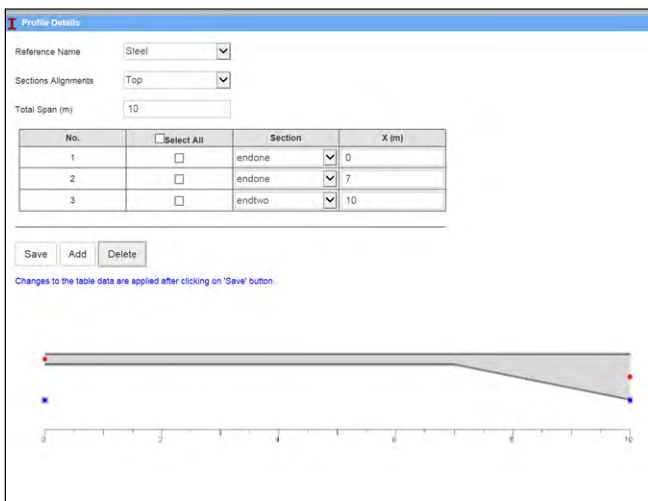 Profile Details
Reference Name Steel
Sections Alignments Top
Total Span (m) 10
No. Select All Section X (m)
1 endone 0
2 endone 7
3 endtwo 10
Save Add Delete
Changes to the table data are applied after clicking on 'Save' button.
0 2 4 6 8 10